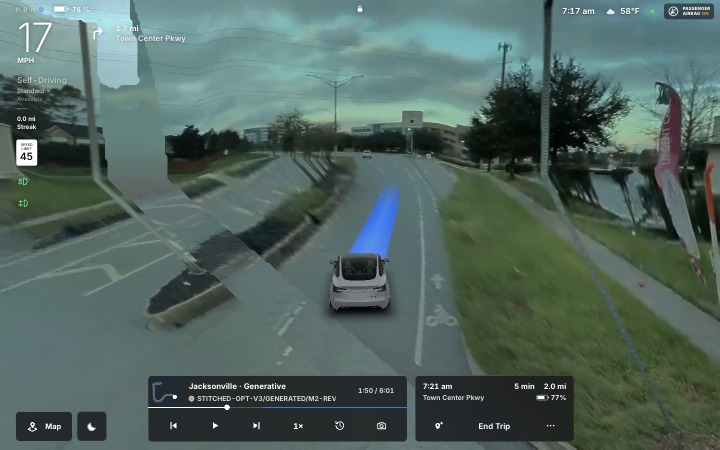 P R N D 78 %
17
MPH
1.7 mi
Town Center Pkwy
Self-Driving
Standard
Available
0.0 mi
Streak
SPEED
LIMIT
45
7:17 am 58°F
PASSENGER
AIRBAG ON
Jacksonville · Generative
STITCHED-OPT-V3/GENERATED/M2-REV
1:50 / 6:01
1×
7:21 am 5 min 2.0 mi
Town Center Pkwy 77%
End Trip
Map